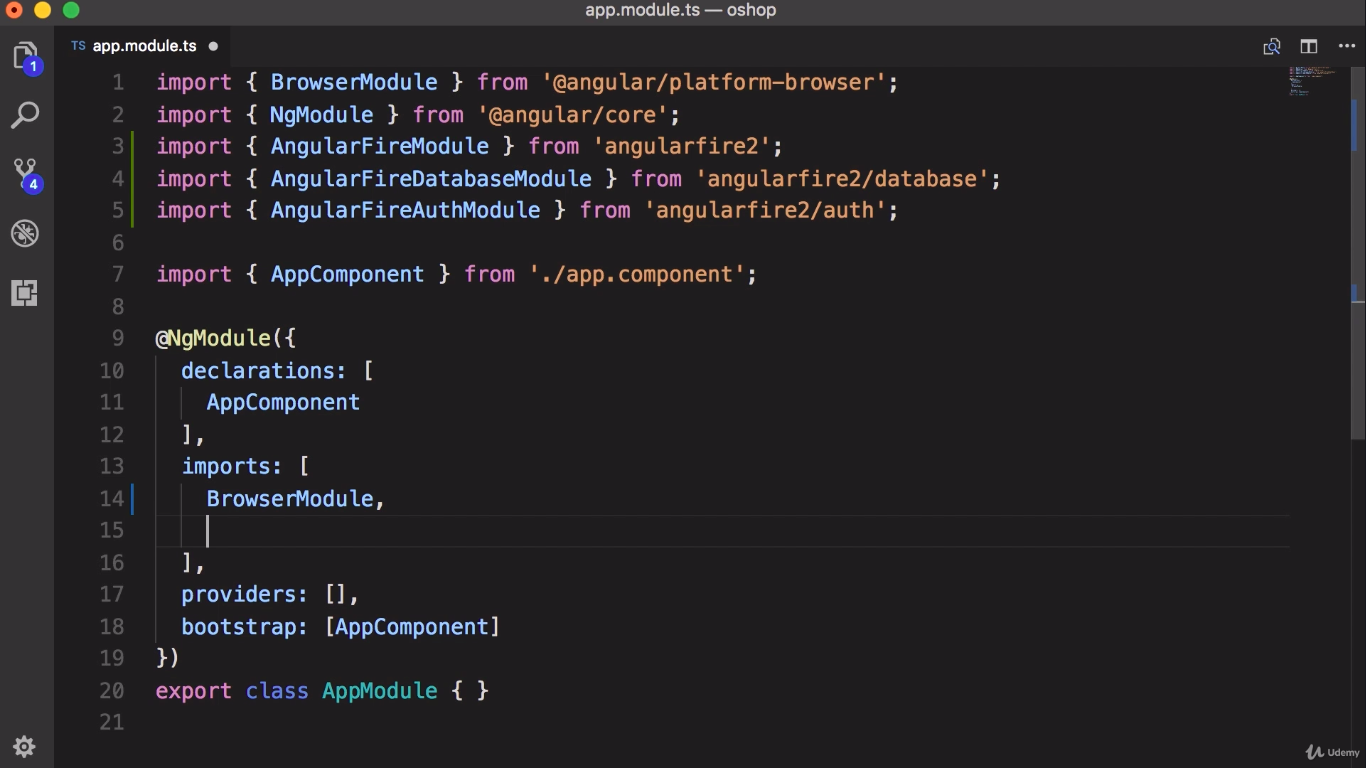 app.module.ts — oshop
TS app.module.ts
1
4
1 import { BrowserModule } from '@angular/platform-browser';
2 import { NgModule } from '@angular/core';
3 import { AngularFireModule } from 'angularfire2';
4 import { AngularFireDatabaseModule } from 'angularfire2/database';
5 import { AngularFireAuthModule } from 'angularfire2/auth';
6
7 import { AppComponent } from './app.component';
8
9 @NgModule({
10 declarations: [
11 AppComponent
12 ],
13 imports: [
14 BrowserModule,
15
16 ],
17 providers: [],
18 bootstrap: [AppComponent]
19 })
20 export class AppModule { }
21
Udemy